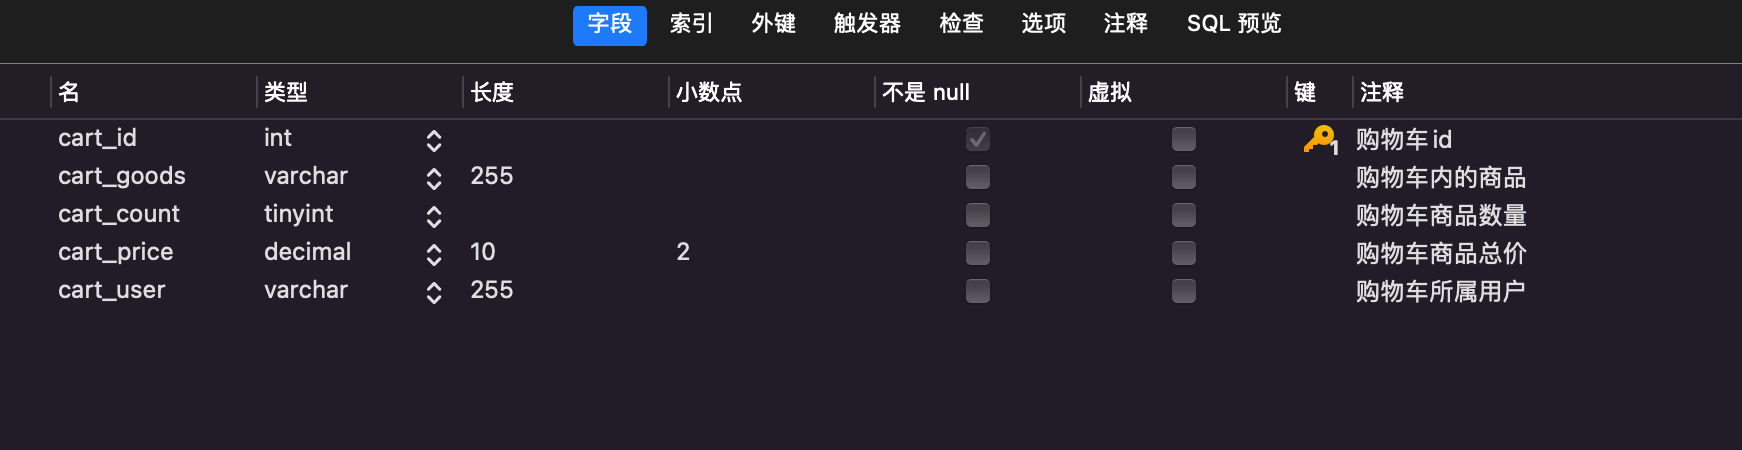 字段 索引 外键 触发器 检查 选项 注释 SQL 预览
名 类型 长度 小数点 不是 null 虚拟 键 注释
cart_id int 1 购物车id
cart_goods varchar 255 购物车内的商品
cart_count tinyint 购物车商品数量
cart_price decimal 10 2 购物车商品总价
cart_user varchar 255 购物车所属用户